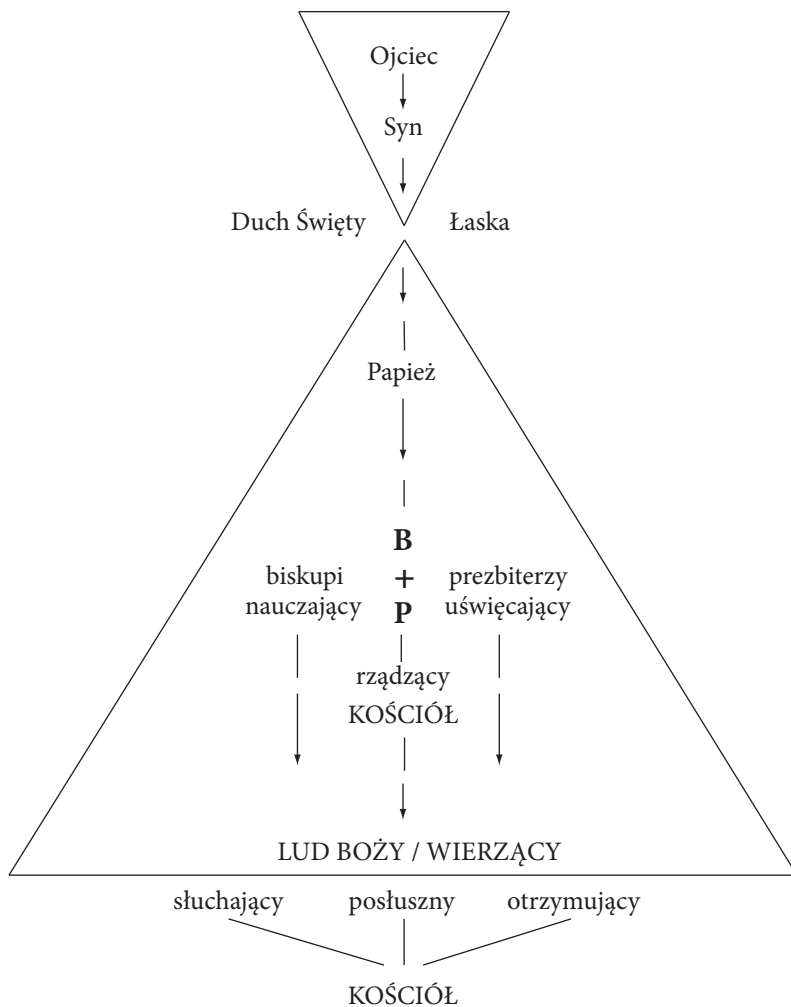 Ojciec
Syn
Duch Święty Łaska
Papież
B
biskupi + prezbiterzy
nauczający P uświęcający
rządzący
KOŚCIÓŁ
LUD BOŻY / WIERZĄCY
słuchający posłuszny otrzymujący
KOŚCIÓŁ